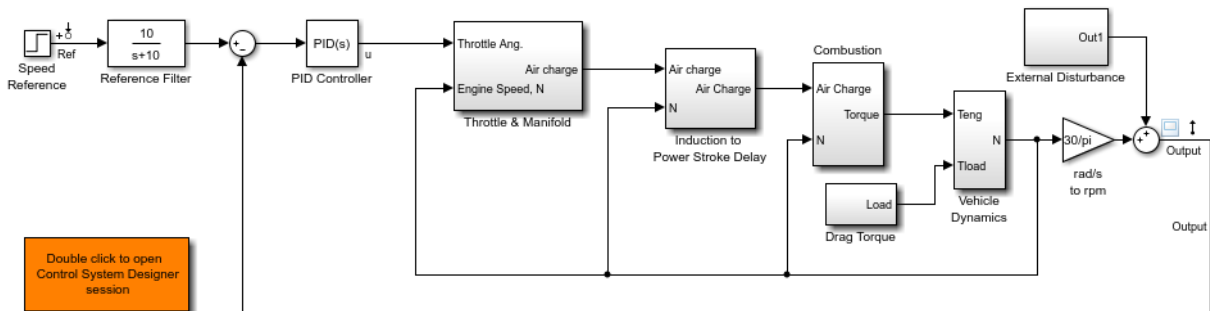 Speed
Reference
Ref
10
s+10
Reference Filter
PID(s)
u
PID Controller
Throttle Ang.
Air charge
Engine Speed, N
Throttle & Manifold
Air charge
Air Charge
N
Induction to
Power Stroke Delay
Combustion
Air Charge
Torque
N
Load
Drag Torque
Teng
N
Tload
Vehicle
Dynamics
Out1
External Disturbance
30/pi
rad/s
to rpm
Output
Output
Double click to open
Control System Designer
session